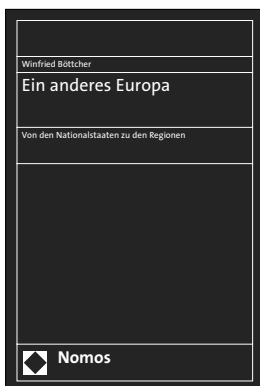 Winfried Böttcher
Ein anderes Europa
Von den Nationalstaaten zu den Regionen
Nomos